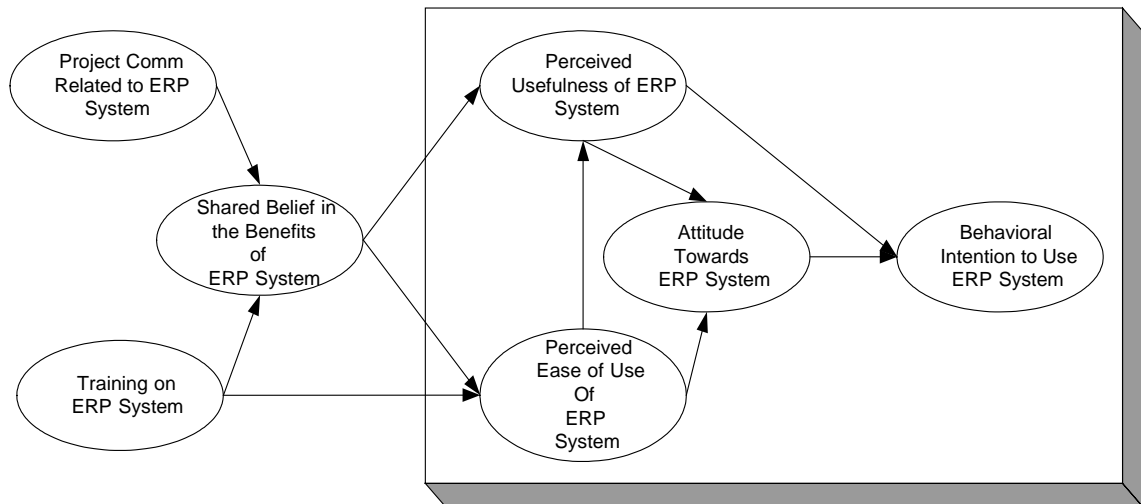 Project Comm
Related to ERP
System
Perceived
Usefulness of ERP
System
Shared Belief in
the Benefits
of
ERP System
Attitude
Towards
ERP System
Behavioral
Intention to Use
ERP System
Training on
ERP System
Perceived
Ease of Use
Of
ERP
System